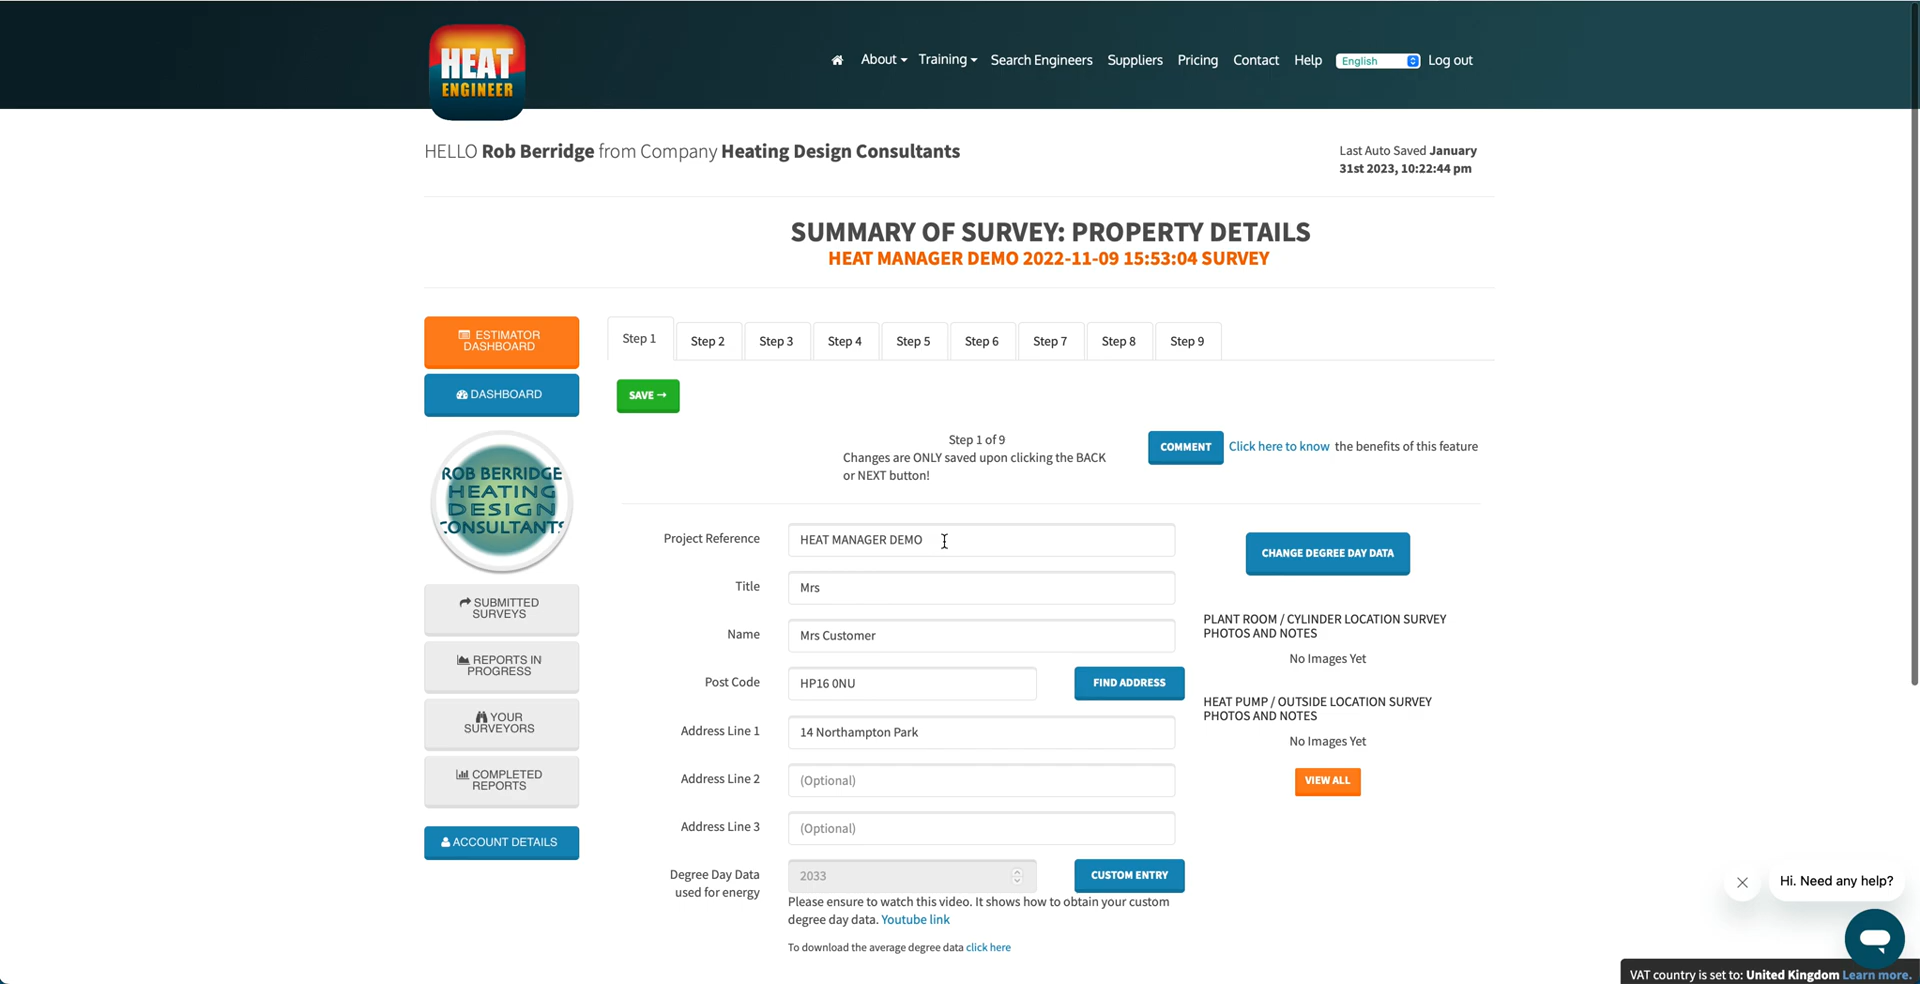 HEAT
ENGINEER
About
Training
Search Engineers
Suppliers
Pricing
Contact
Help
English
Log out
HELLO Rob Berridge from Company Heating Design Consultants
Last Auto Saved January
31st 2023, 10:22:44 pm
SUMMARY OF SURVEY: PROPERTY DETAILS
HEAT MANAGER DEMO 2022-11-09 15:53:04 SURVEY
ESTIMATOR
DASHBOARD
DASHBOARD
ROB BERRIDGE
HEATING
DESIGN
CONSULTANTS
SUBMITTED
SURVEYS
REPORTS IN
PROGRESS
YOUR
SURVEYORS
COMPLETED
REPORTS
ACCOUNT DETAILS
Step 1
Step 2
Step 3
Step 4
Step 5
Step 6
Step 7
Step 8
Step 9
SAVE →
Step 1 of 9
Changes are ONLY saved upon clicking the BACK
or NEXT button!
COMMENT
Click here to know the benefits of this feature
Project Reference
HEAT MANAGER DEMO
Title
Mrs
Name
Mrs Customer
Post Code
HP16 0NU
FIND ADDRESS
Address Line 1
14 Northampton Park
Address Line 2
(Optional)
Address Line 3
(Optional)
Degree Day Data
used for energy
2033
CUSTOM ENTRY
Please ensure to watch this video. It shows how to obtain your custom
degree day data. Youtube link
To download the average degree data click here
CHANGE DEGREE DAY DATA
PLANT ROOM / CYLINDER LOCATION SURVEY
PHOTOS AND NOTES
No Images Yet
HEAT PUMP / OUTSIDE LOCATION SURVEY
PHOTOS AND NOTES
No Images Yet
VIEW ALL
Hi. Need any help?
VAT country is set to: United Kingdom Learn more.